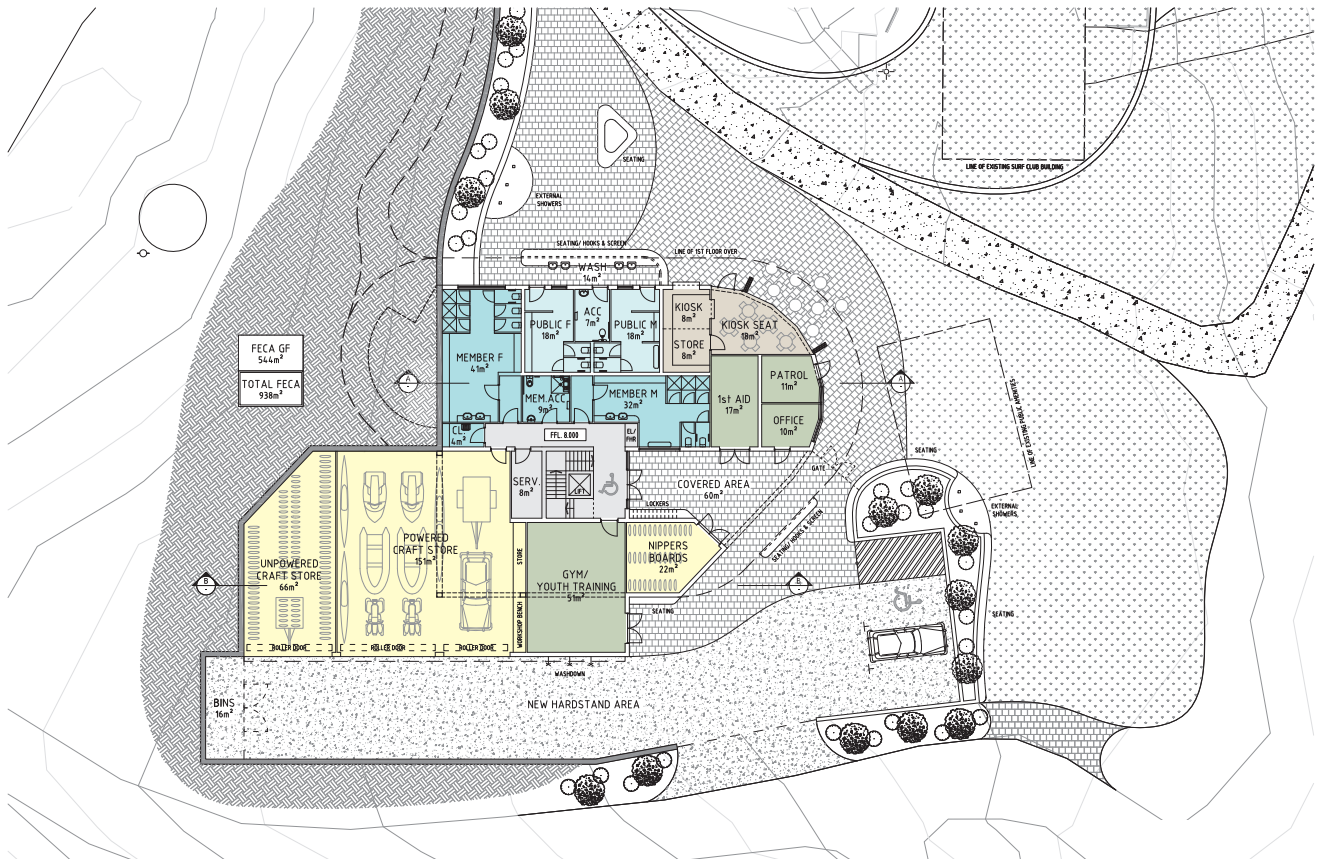 LINE OF EXISTING SURF CLUB BUILDING
SEATING
EXTERNAL
SHOWERS
SEATING/ HOOKS & SCREEN
LINE OF 1ST FLOOR OVER
WASH
14m²
PUBLIC F
18m²
ACC
7m²
PUBLIC M
18m²
KIOSK
8m²
STORE
8m²
KIOSK SEAT
18m²
FECA GF
544m²
TOTAL FECA
938m²
MEMBER F
41m²
MEM.ACC
9m²
MEMBER M
32m²
1st AID
17m²
PATROL
11m²
OFFICE
10m²
A
A
LINE OF EXISTING PUBLIC AMENITIES
CL.
4m²
FFL. 8.000
EL/
FHR
SERV.
8m²
LIFT
COVERED AREA
60m²
GATE
SEATING
LOCKERS
SEATING/ HOOKS & SCREEN
EXTERNAL
SHOWERS
UNPOWERED
CRAFT STORE
66m²
POWERED
CRAFT STORE
151m²
STORE
WORKSHOP BENCH
GYM/
YOUTH TRAINING
51m²
NIPPERS
BOARDS
22m²
B
B
SEATING
SEATING
ROLLER DOOR
ROLLER DOOR
ROLLER DOOR
WASHDOWN
BINS
16m²
NEW HARDSTAND AREA